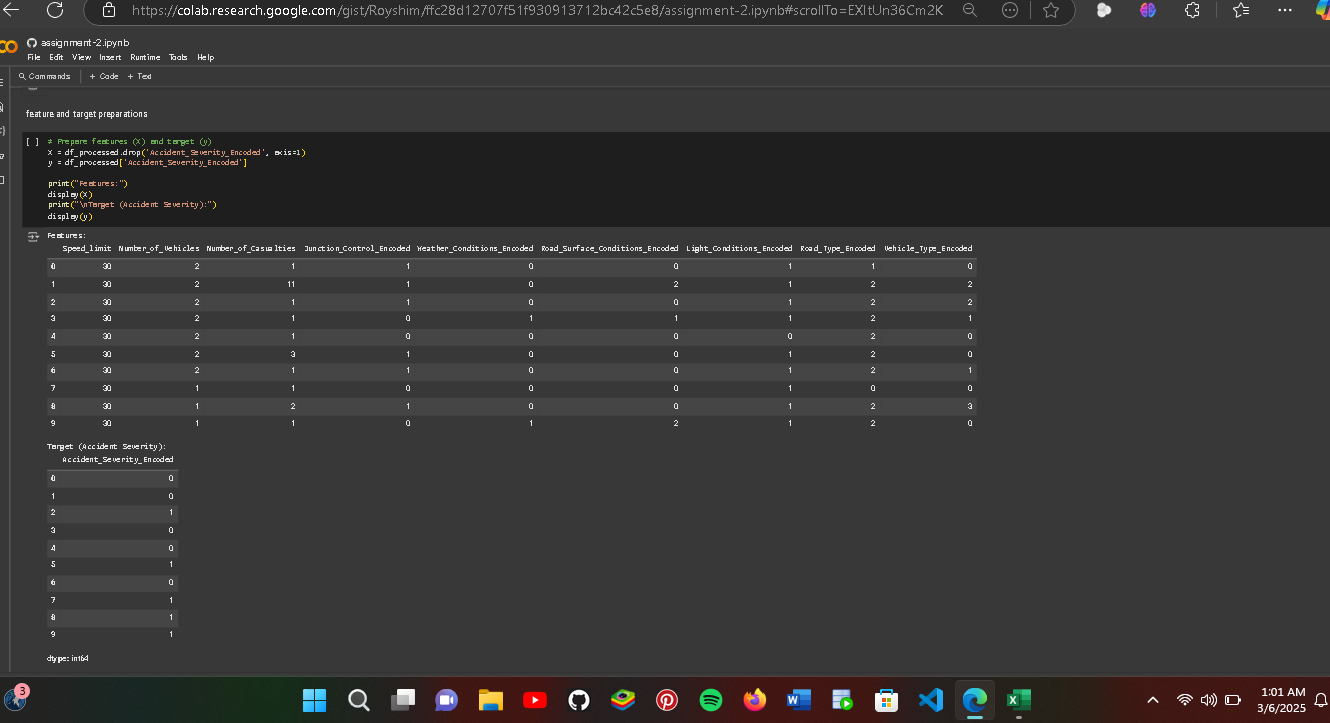 https://colab.research.google.com/gist/Royshim/ffc28d12707f51f930913712bc42c5e8/assignment-2.ipynb#scrollTo=EXItUn36Cm2K
CO
assignment-2.ipynb
File Edit View Insert Runtime Tools Help
Commands + Code + Text
feature and target preparations
[ ] # Prepare features (X) and target (y)
X = df_processed.drop('Accident_Severity_Encoded', axis=1)
y = df_processed['Accident_Severity_Encoded']
print("Features:")
display(X)
print("\nTarget (Accident Severity):")
display(y)
Features:
Speed_limit Number_of_Vehicles Number_of_Casualties Junction_Control_Encoded Weather_Conditions_Encoded Road_Surface_Conditions_Encoded Light_Conditions_Encoded Road_Type_Encoded Vehicle_Type_Encoded
0 30 2 1 1 0 0 1 1 0
1 30 2 11 1 0 2 1 2 2
2 30 2 1 1 0 0 1 2 2
3 30 2 1 0 1 1 1 2 1
4 30 2 1 0 0 0 0 2 0
5 30 2 3 1 0 0 1 2 0
6 30 2 1 1 0 0 1 2 1
7 30 1 1 0 0 0 1 0 0
8 30 1 2 1 0 0 1 2 3
9 30 1 1 0 1 2 1 2 0
Target (Accident Severity):
Accident_Severity_Encoded
0 0
1 0
2 1
3 0
4 0
5 1
6 0
7 1
8 1
9 1
dtype: int64
3
1:01 AM
3/6/2025